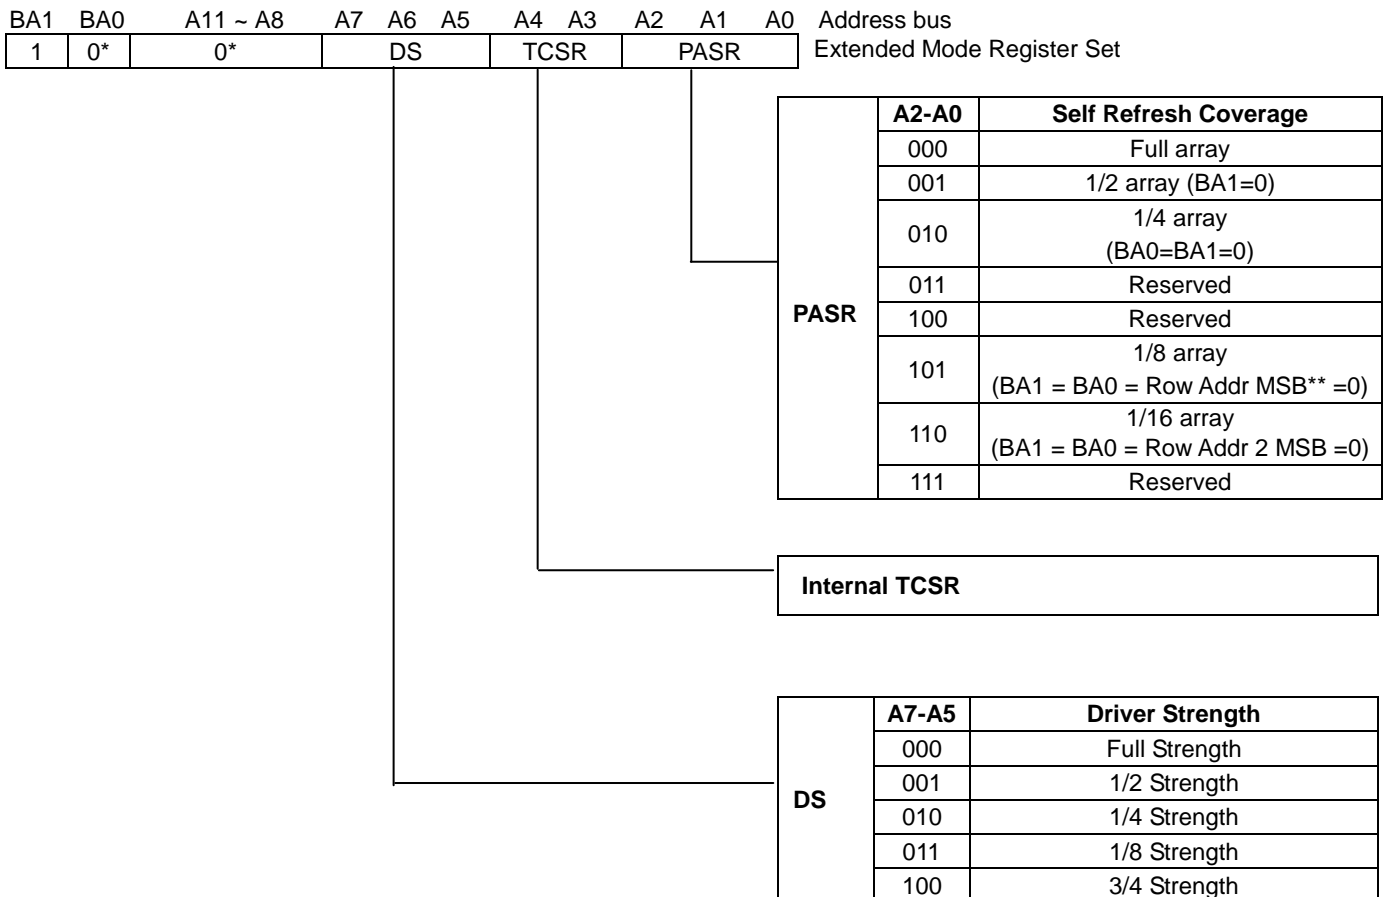 BA1 BA0 A11 ~ A8 A7 A6 A5 A4 A3 A2 A1 A0 Address bus
1 0* 0* DS TCSR PASR Extended Mode Register Set
PASR
A2-A0 Self Refresh Coverage
000 Full array
001 1/2 array (BA1=0)
010 1/4 array
(BA0=BA1=0)
011 Reserved
100 Reserved
101 1/8 array
(BA1 = BA0 = Row Addr MSB** =0)
110 1/16 array
(BA1 = BA0 = Row Addr 2 MSB =0)
111 Reserved
Internal TCSR
DS
A7-A5 Driver Strength
000 Full Strength
001 1/2 Strength
010 1/4 Strength
011 1/8 Strength
100 3/4 Strength